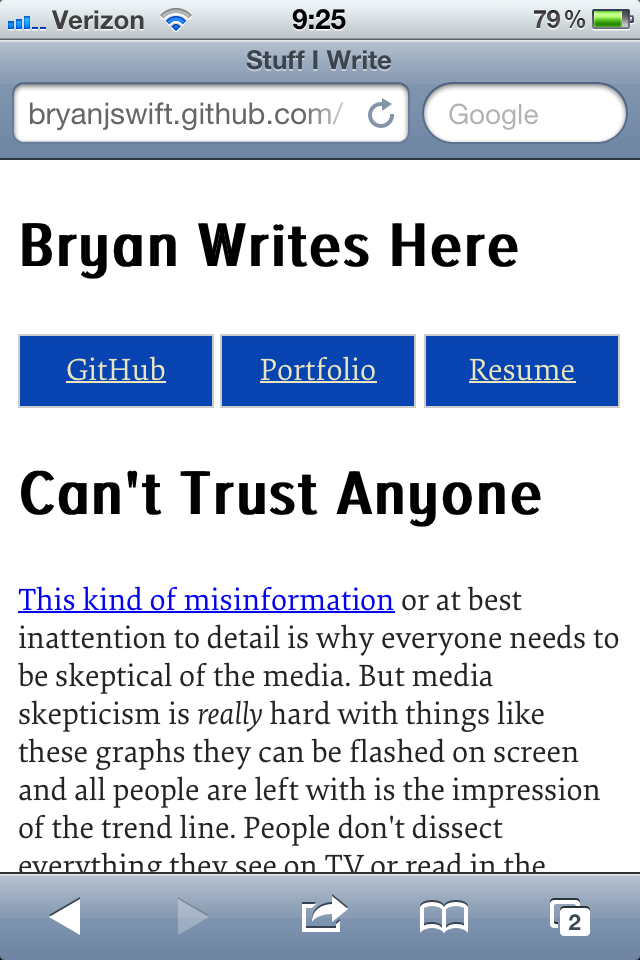 Verizon 9:25 79%
Stuff I Write
bryanjswift.github.com/ Google
Bryan Writes Here
GitHub Portfolio Resume
Can't Trust Anyone
This kind of misinformation or at best
inattention to detail is why everyone needs to
be skeptical of the media. But media
skepticism is really hard with things like
these graphs they can be flashed on screen
and all people are left with is the impression
of the trend line. People don't dissect
everything they see on TV or read in the
2